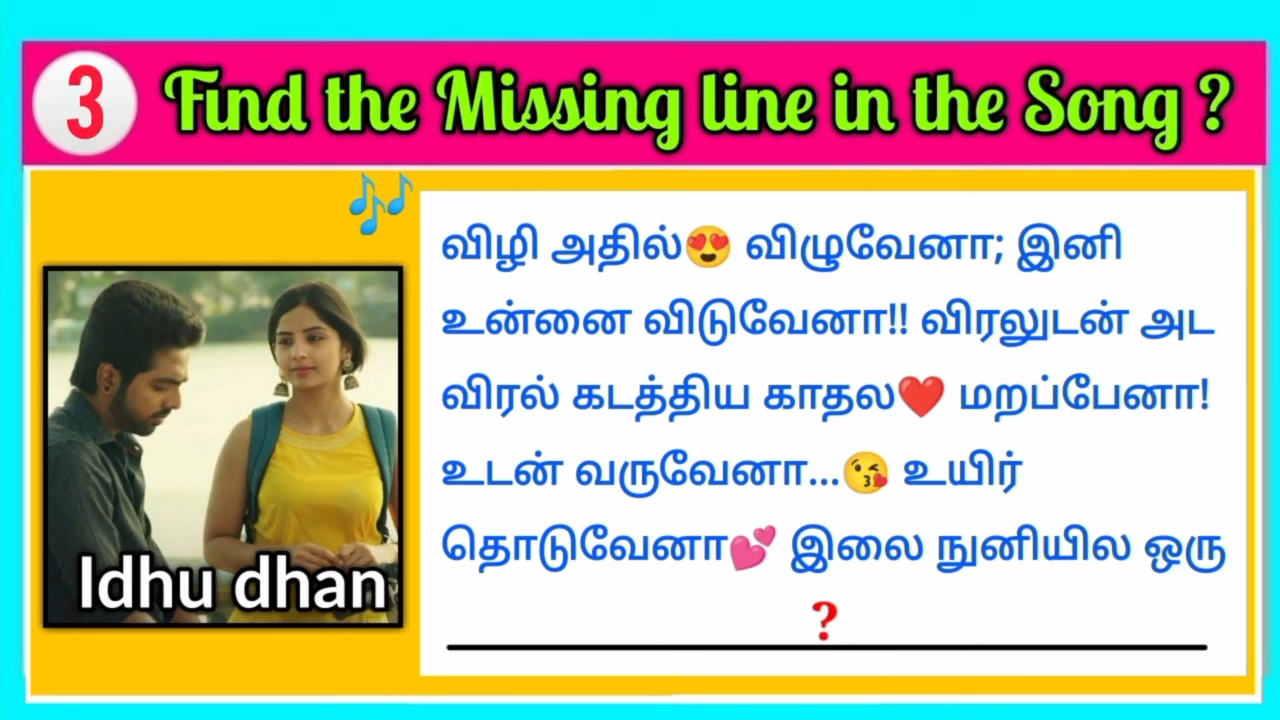 3 Find the Missing line in the Song ?
விழி அதில்😍 விழுவேனா; இனி
உன்னை விடுவேனா!! விரலுடன் அட
விரல் கடத்திய காதல❤️ மறப்பேனா!
உடன் வருவேனா...😘 உயிர்
தொடுவேனா💕 இலை நுனியில ஒரு
?
Idhu dhan